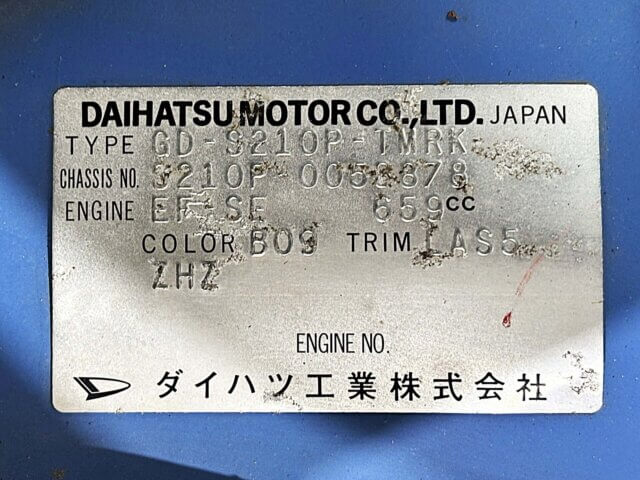 DAIHATSU MOTOR CO., LTD. JAPAN
TYPE GD-S210P-TMRK
CHASSIS NO. S210P-0052878
ENGINE EF-SE 659CC
COLOR B09 TRIM LAS5
ZHZ
ENGINE NO.
ダイハツ工業株式会社